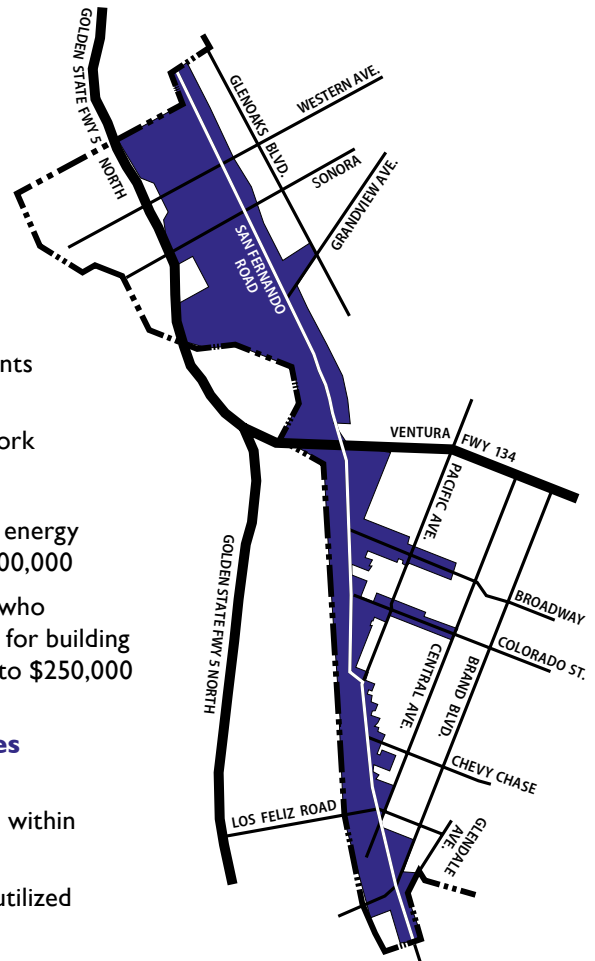 GOLDEN STATE FWY 5 NORTH
GLENOAKS BLVD.
WESTERN AVE.
SONORA
GRANDVIEW AVE.
SAN FERNANDO
ROAD
nts
ork
energy
00,000
who
for building
to $250,000
es
within
utilized
VENTURA FWY 134
PACIFIC AVE.
GOLDEN STATE FWY 5 NORTH
BROADWAY
COLORADO ST.
CENTRAL AVE.
BRAND BLVD.
CHEVY CHASE
LOS FELIZ ROAD
GLENDALE
AVE.